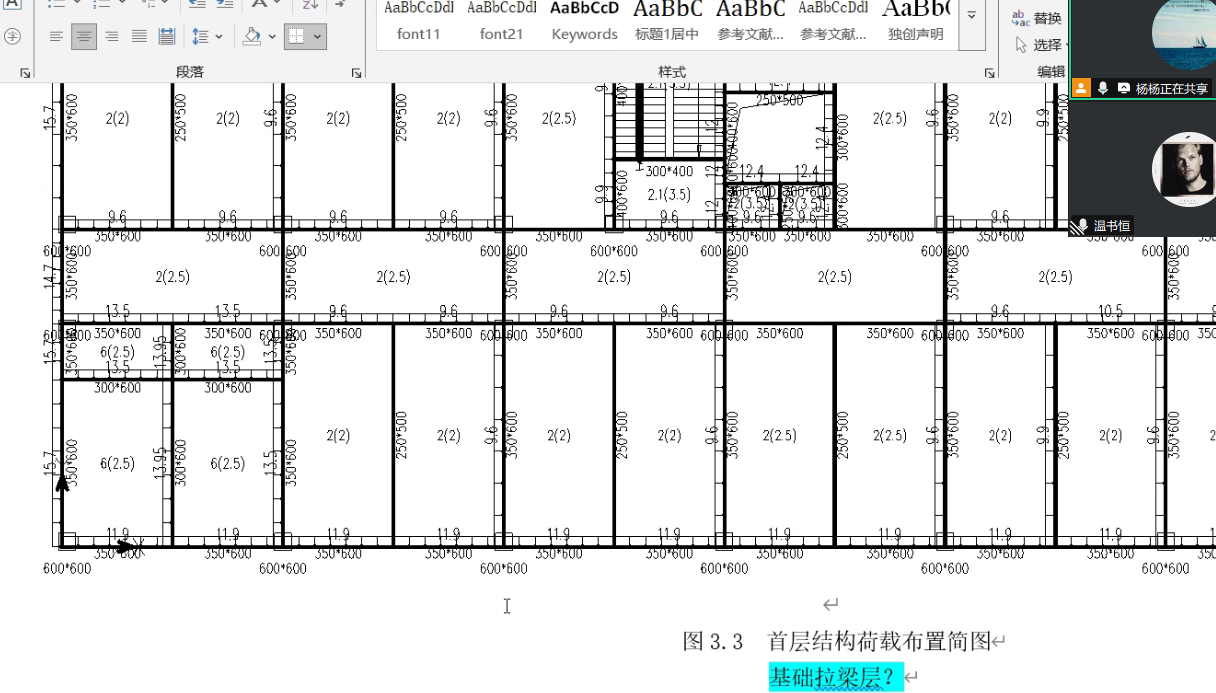 AaBbCcDdI AaBbCcDdI AaBbCcD AaBbC AaBbC AaBbCcDdI AaBb(
font11 font21 Keywords 标题1居中 参考文献... 参考文献... 独创声明
替换
选择
段落 样式 编辑
杨杨正在共享
温书恒
15.7 350*600 2(2) 250*500 2(2) 9.6 350*600 2(2) 250*500 2(2) 9.6 350*600 2(2.5) 2(2.5) 9.6 350*600 2(2) 9.9
250*500
12.4 300*600
300*400 12.4 12.4
9.9 400*600 2.1(3.5) 300*600
9.6 9.6 9.6 9.6 9.6 9.6 9.6 9.6
350*600 350*600 350*600 350*600 350*600 350*600 350*600 350*600 350*600 350*600 350*600
600*600 600*600 600*600 600*600 600*600 600*600
14.7 350*600 2(2.5) 350*600 2(2.5) 350*600 2(2.5) 350*600 2(2.5) 350*600 2(2.5) 350*600
13.5 13.5 9.6 9.6 9.6 9.6 9.6 10.5
350*600 350*600 350*600 350*600 350*600 350*600 350*600 350*600 350*600 350*600
600*600 600*600 600*600 600*600 600*600 600*600
15.7 350*600 6(2.5) 13.95 300*600 6(2.5) 13.5 350*600
13.5 13.5
300*600 300*600
15.7 350*600 6(2.5) 13.95 300*600 6(2.5) 13.5 350*600 2(2) 250*500 2(2) 9.6 350*600 2(2) 250*500 2(2) 9.6 350*600 2(2.5) 250*500 2(2.5) 9.6 350*600 2(2) 9.9 250*500 2(2) 9.6 350*600
11.9 11.9 11.9 11.9 11.9 11.9 11.9 11.9 11.9 11.9
350*600 350*600 350*600 350*600 350*600 350*600 350*600 350*600 350*600 350*600
600*600 600*600 600*600 600*600 600*600 600*600
图 3.3 首层结构荷载布置简图
基础拉梁层?